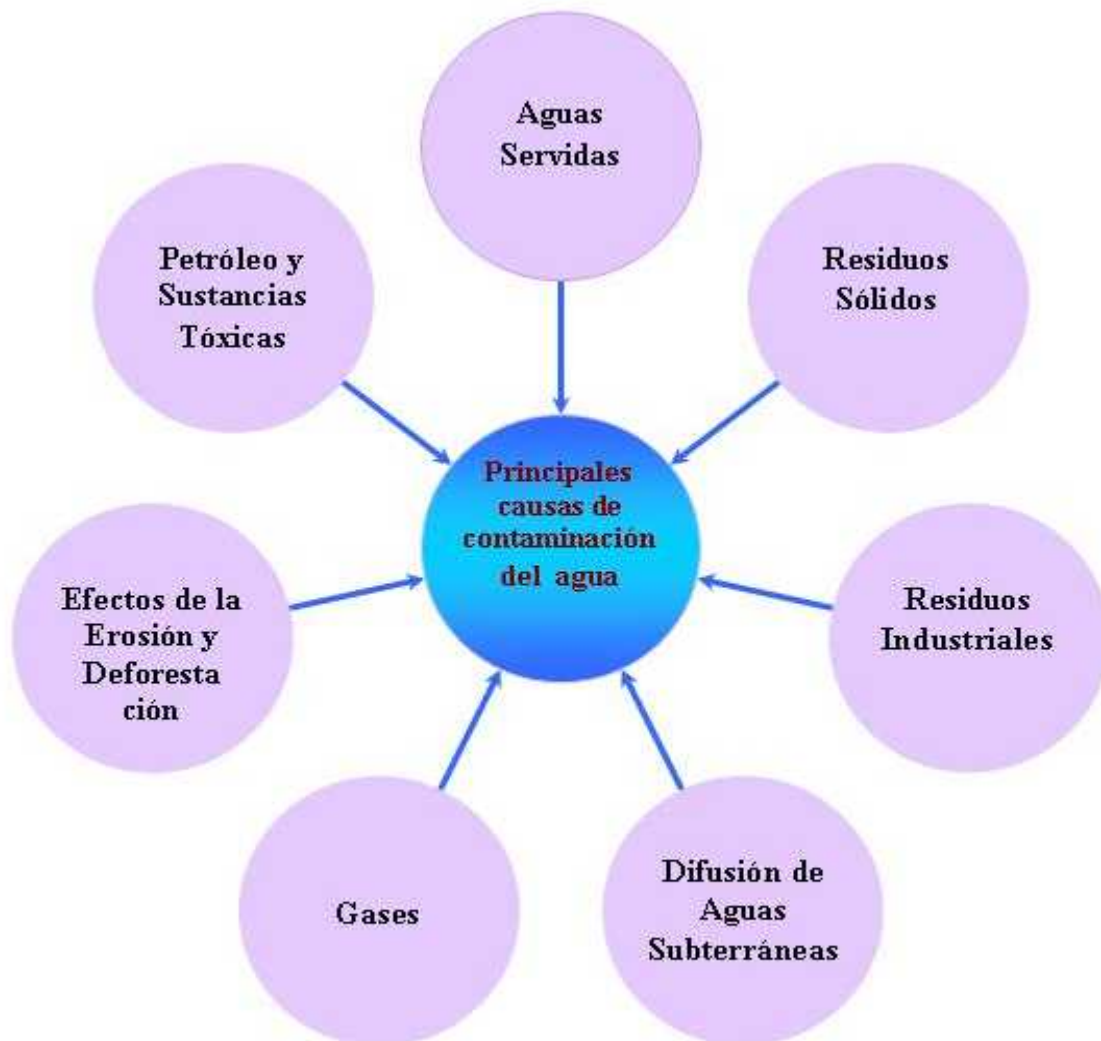 Aguas
Servidas
Petróleo y
Sustancias
Tóxicas
Residuos
Sólidos
Principales
causas de
contaminación
del agua
Efectos de la
Erosión y
Deforesta
ción
Residuos
Industriales
Gases
Difusión de
Aguas
Subterráneas